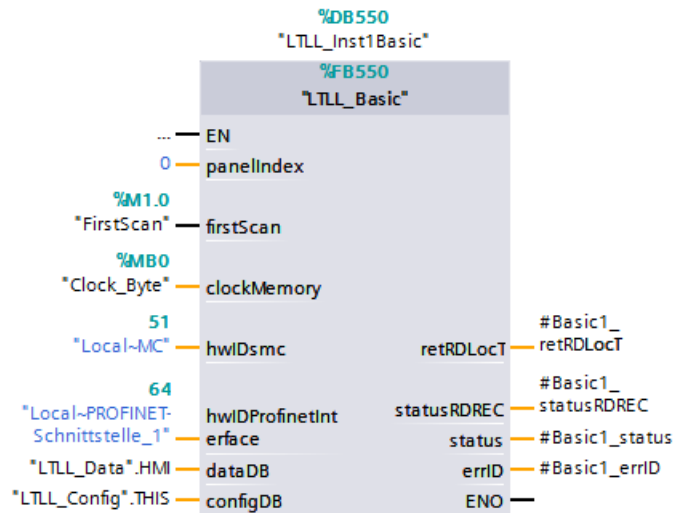 %DB550
"LTLL_Inst1Basic"
%FB550
"LTLL_Basic"
... EN
0 panelIndex
%M1.0
"FirstScan" firstScan
%MB0
"Clock_Byte" clockMemory
51
"Local~MC" hwIDsmc
retRDLocT #Basic1_
retRDLocT
64
"Local~PROFINET-
Schnittstelle_1"
hwIDProfinetInt
erface
statusRDREC #Basic1_
statusRDREC
status #Basic1_status
"LTLL_Data".HMI dataDB
errID #Basic1_errID
"LTLL_Config".THIS configDB
ENO